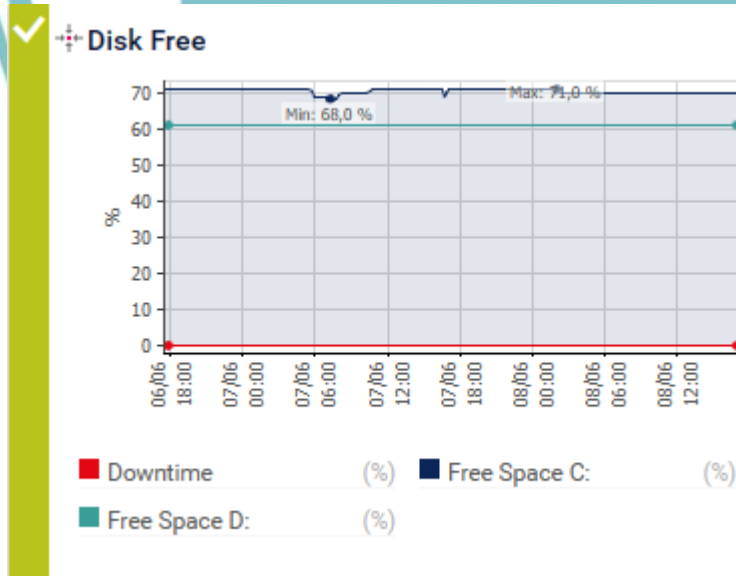 Disk Free
70
60
50
40
30
20
10
0
%
Min: 68,0 %
Max: 71,0 %
06/06 18:00
07/06 00:00
07/06 06:00
07/06 12:00
07/06 18:00
08/06 00:00
08/06 06:00
08/06 12:00
Downtime (%)
Free Space C: (%)
Free Space D: (%)